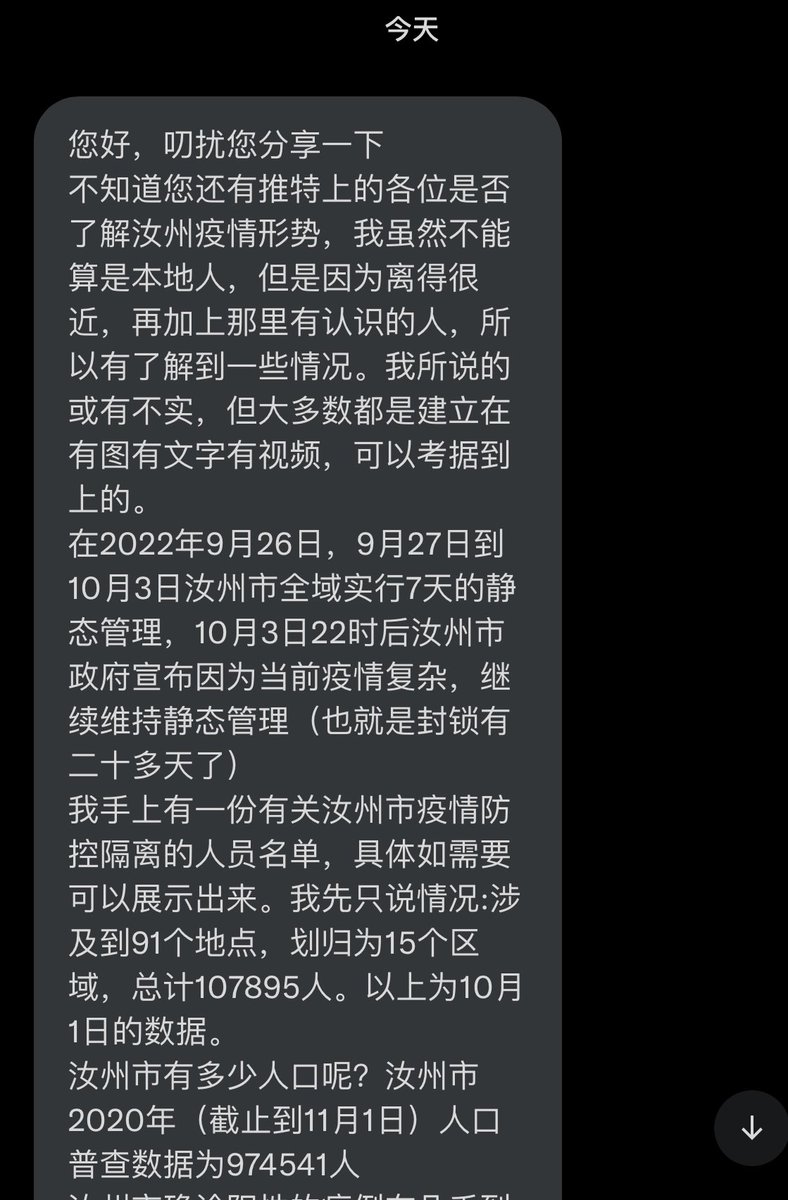 今天
您好，叨扰您分享一下
不知道您还有推特上的各位是否
了解汝州疫情形势，我虽然不能
算是本地人，但是因为离得很
近，再加上那里有认识的人，所
以有了解到一些情况。我所说的
或有不实，但大多数都是建立在
有图有文字有视频，可以考据到
上的。
在2022年9月26日，9月27日到
10月3日汝州市全域实行7天的静
态管理，10月3日22时后汝州市
政府宣布因为当前疫情复杂，继
续维持静态管理（也就是封锁有
二十多天了）
我手上有一份有关汝州市疫情防
控隔离的人员名单，具体如需要
可以展示出来。我先只说情况:涉
及到91个地点，划归为15个区
域，总计107895人。以上为10月
1日的数据。
汝州市有多少人口呢？汝州市
2020年（截止到11月1日）人口
普查数据为974541人